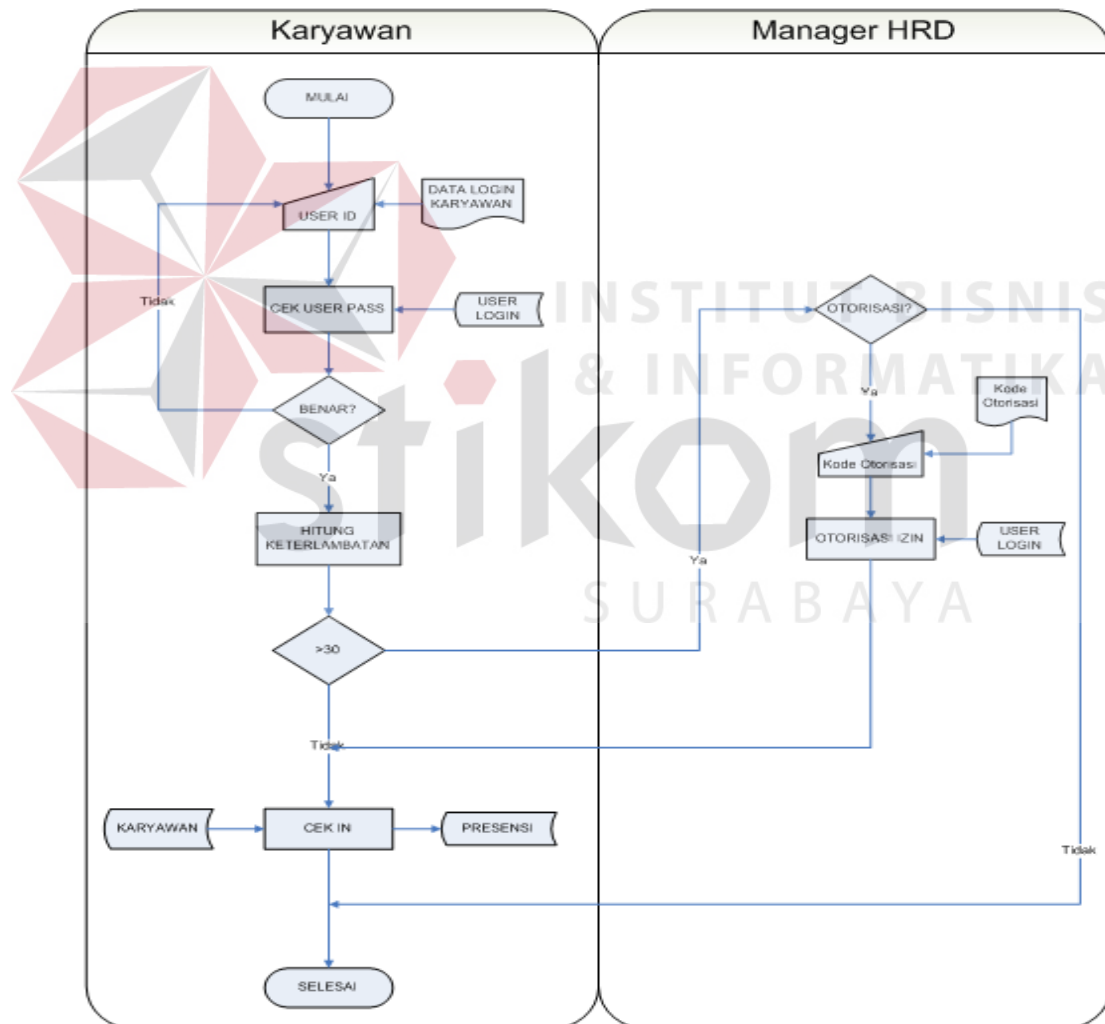 Karyawan
Manager HRD
MULAI
DATA LOGIN
KARYAWAN
USER ID
Tidak
CEK USER PASS
USER
LOGIN
OTORISASI?
INSTITUT BISNIS
& INFORMATIKA
stikom
SURABAYA
BENAR?
Ya
Kode
Otorisasi
Ya
Kode Otorisasi
HITUNG
KETERLAMBATAN
OTORISASI IZIN
USER
LOGIN
Ya
>30
Tidak
KARYAWAN
CEK IN
PRESENSI
Tidak
SELESAI